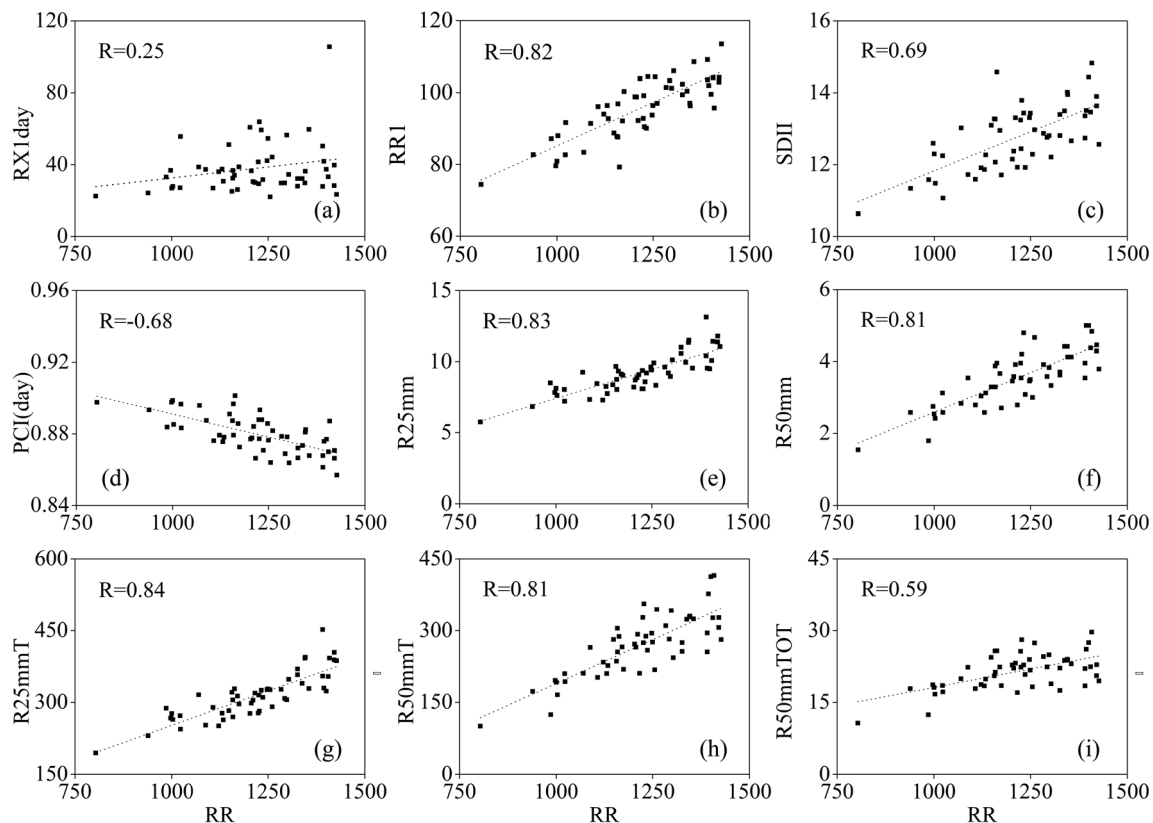 RX1day
120
80
40
0
R=0.25
(a)
750 1000 1250 1500
RR1
120
100
80
60
R=0.82
(b)
750 1000 1250 1500
SDII
16
14
12
10
R=0.69
(c)
750 1000 1250 1500
PCI(day)
0.96
0.92
0.88
0.84
R=-0.68
(d)
750 1000 1250 1500
R25mm
15
10
5
0
R=0.83
(e)
750 1000 1250 1500
R50mm
6
4
2
0
R=0.81
(f)
750 1000 1250 1500
R25mmT
600
450
300
150
R=0.84
(g)
750 1000 1250 1500
RR
R50mmT
450
300
150
0
R=0.81
(h)
750 1000 1250 1500
RR
R50mmTOT
45
30
15
0
R=0.59
(i)
750 1000 1250 1500
RR